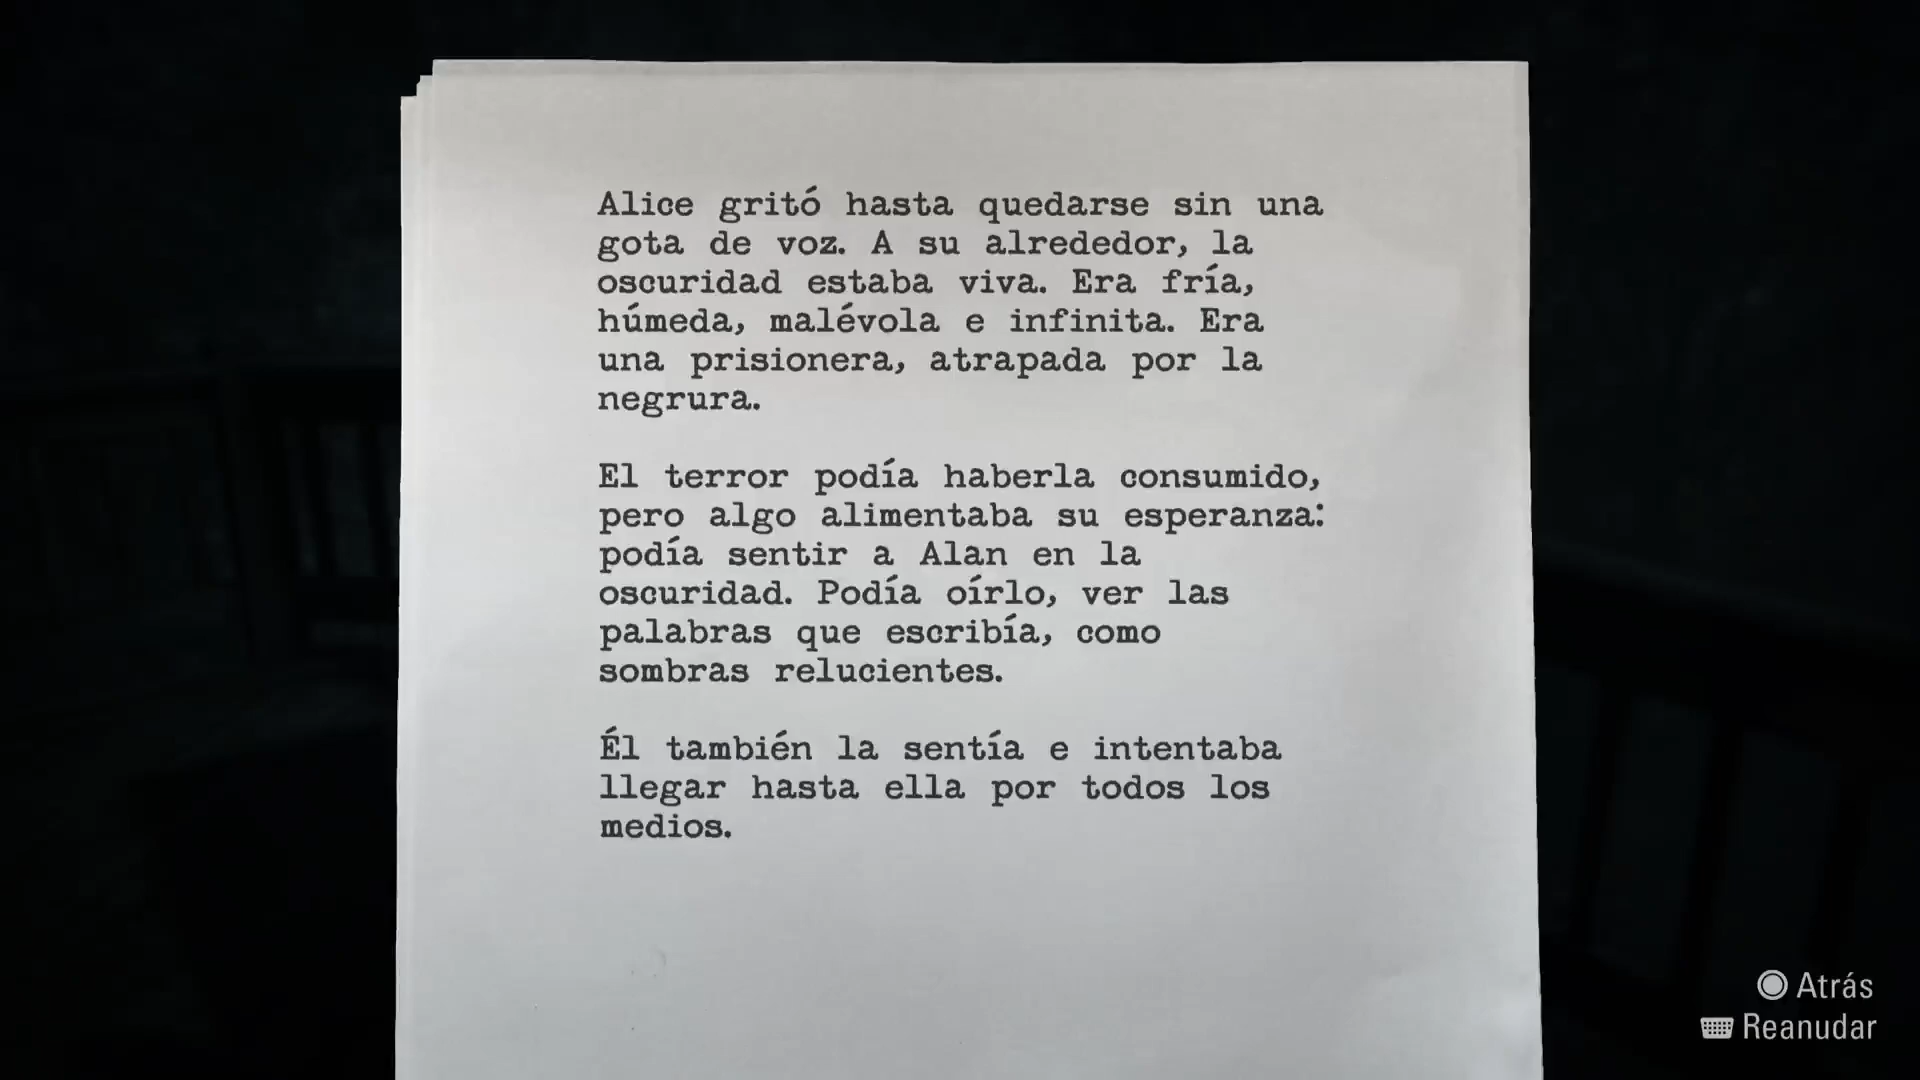 Alice gritó hasta quedarse sin una
gota de voz. A su alrededor, la
oscuridad estaba viva. Era fría,
húmeda, malévola e infinita. Era
una prisionera, atrapada por la
negrura.
El terror podía haberla consumido,
pero algo alimentaba su esperanza:
podía sentir a Alan en la
oscuridad. Podía oírlo, ver las
palabras que escribía, como
sombras relucientes.
Él también la sentía e intentaba
llegar hasta ella por todos los
medios.
Atrás
Reanudar